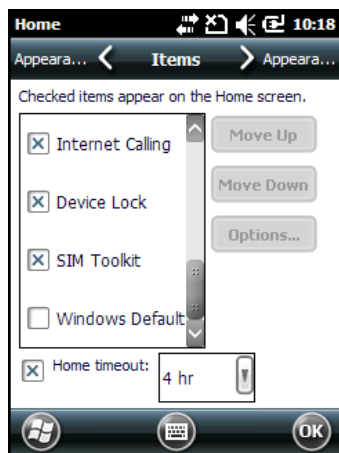 Home 10:18
Appeara... Items Appeara...
Checked items appear on the Home screen.
Internet Calling
Move Up
Device Lock
Move Down
Options...
SIM Toolkit
Windows Default
Home timeout:
4 hr
OK